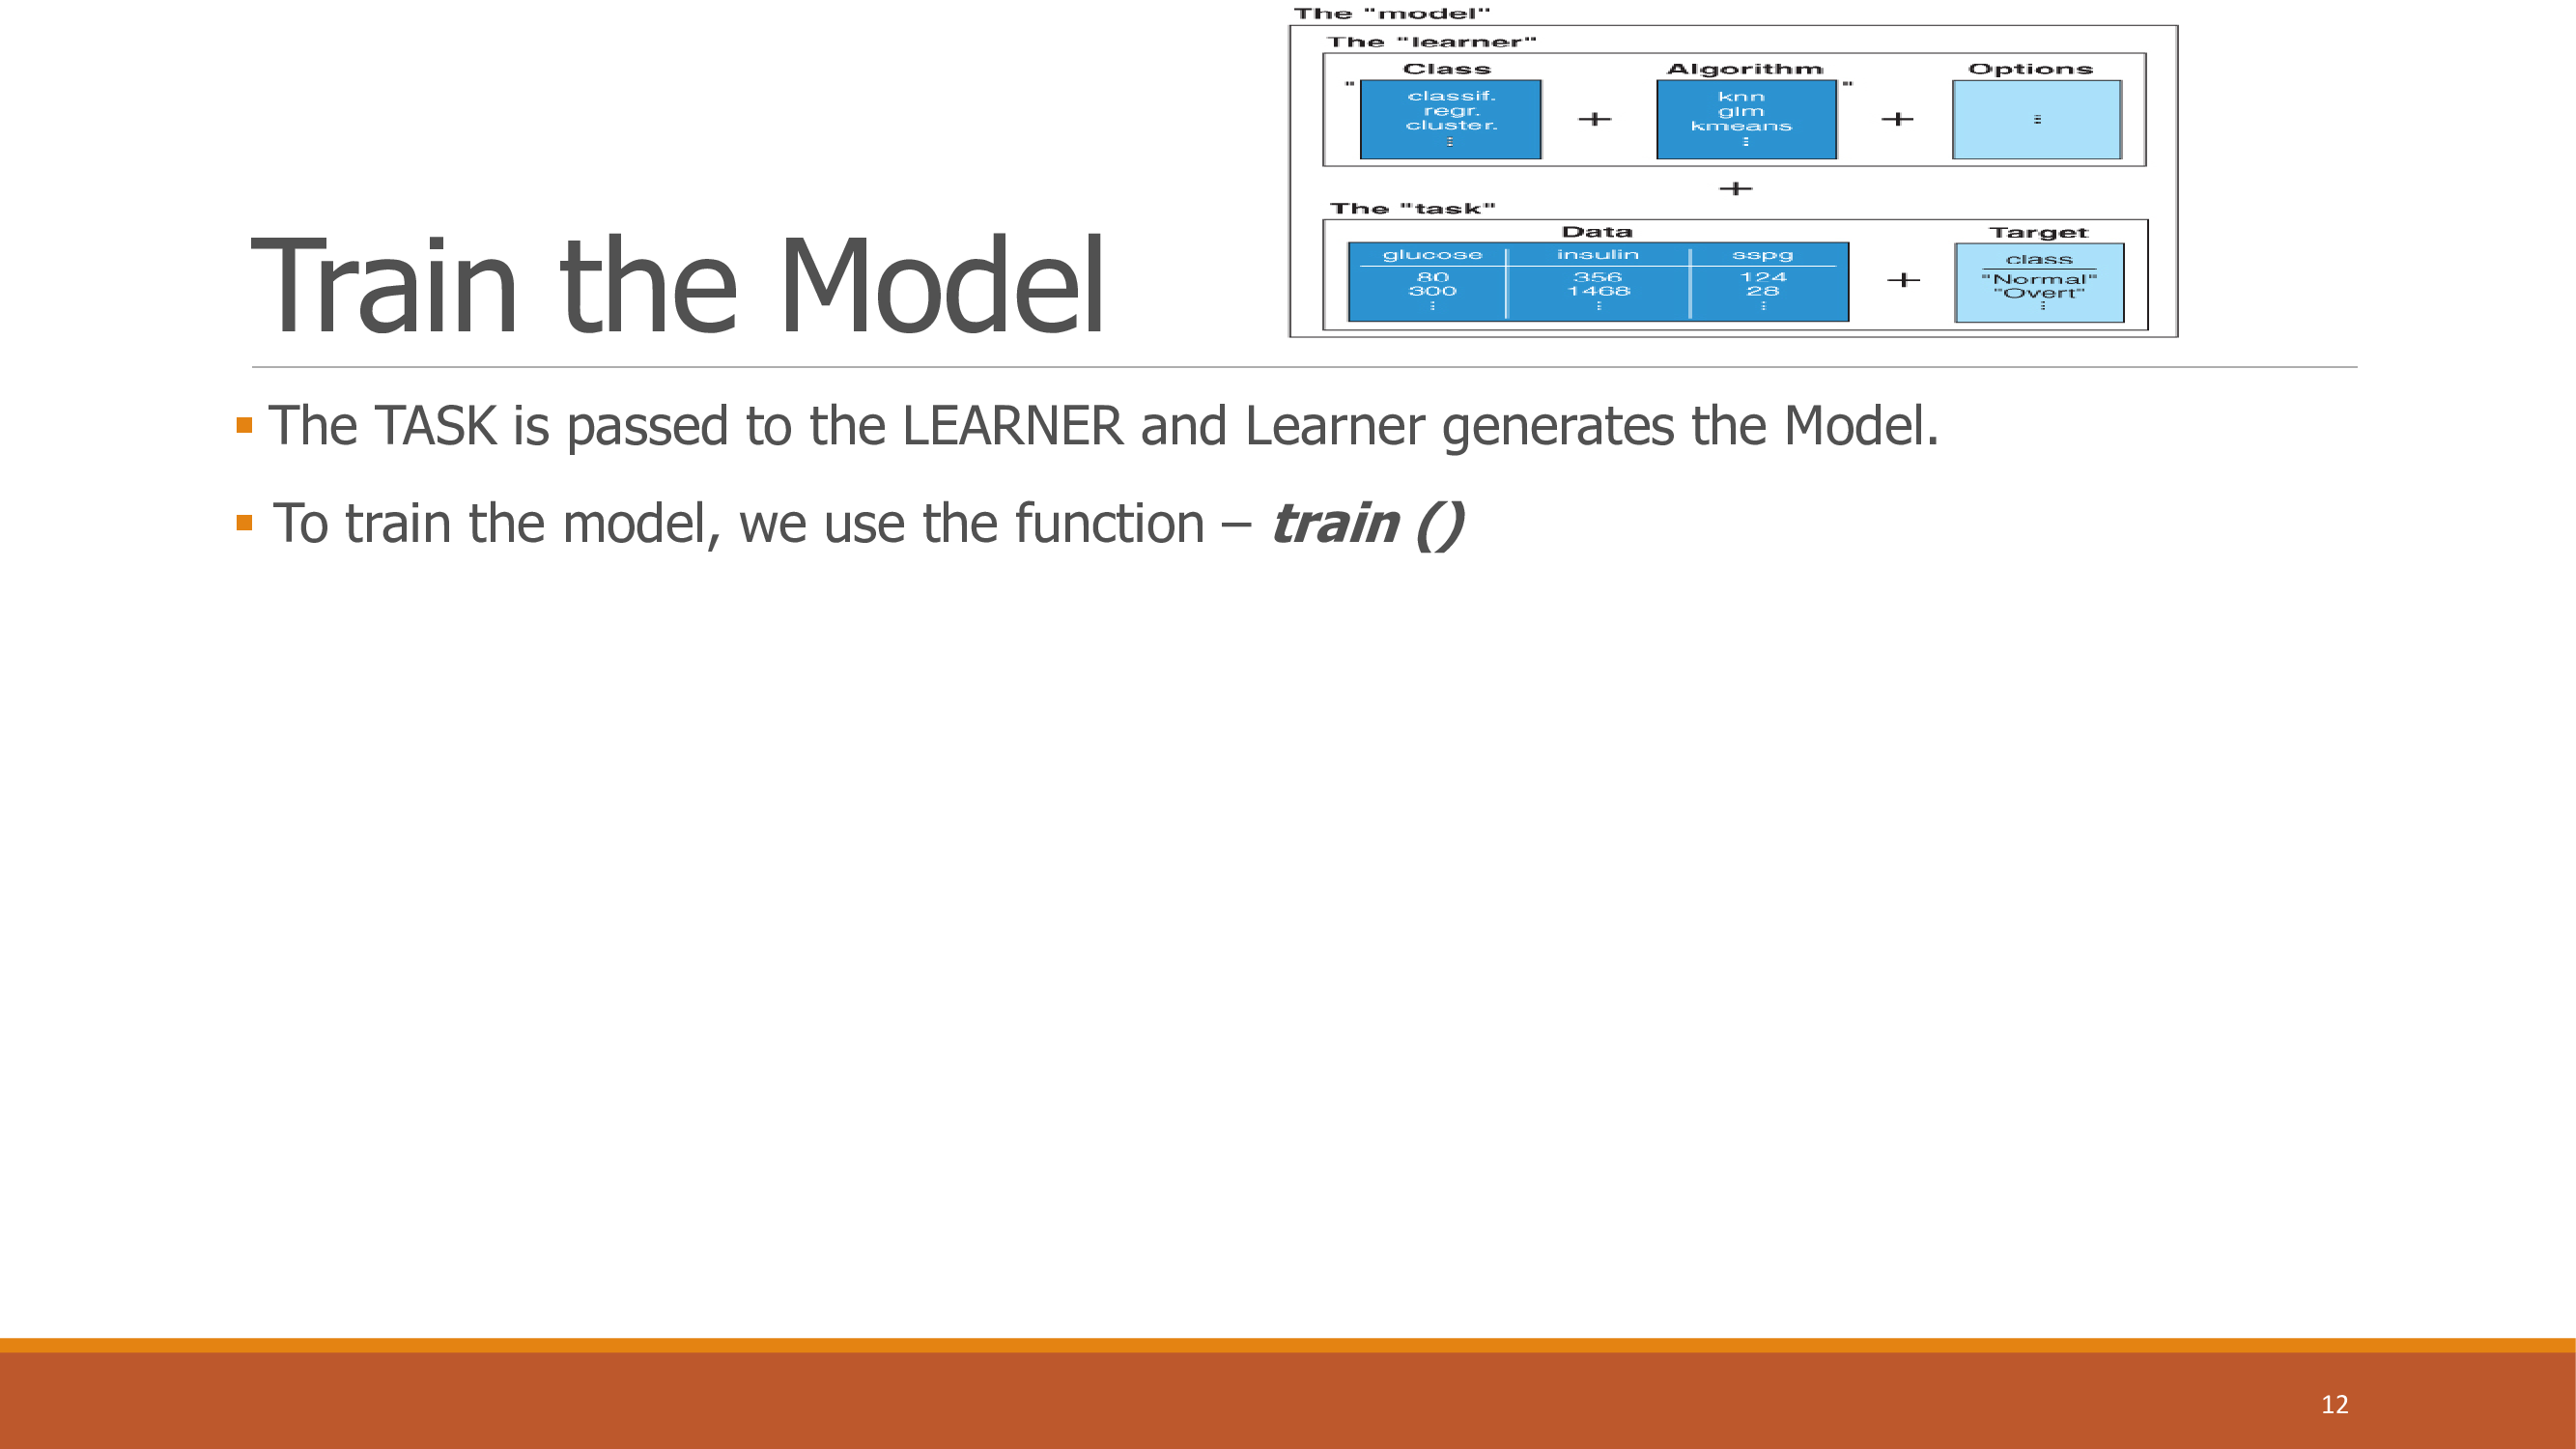 The "model"
The "learner"
Class Algorithm Options
" classif. knn " ⋮
regr. glm
cluster. + kmeans +
⋮ ⋮
+
The "task"
Data Target
glucose insulin sspg class
80 356 124 + "Normal"
300 1468 28 "Overt"
⋮ ⋮ ⋮ ⋮
Train the Model
▪ The TASK is passed to the LEARNER and Learner generates the Model.
▪ To train the model, we use the function – train ()
12